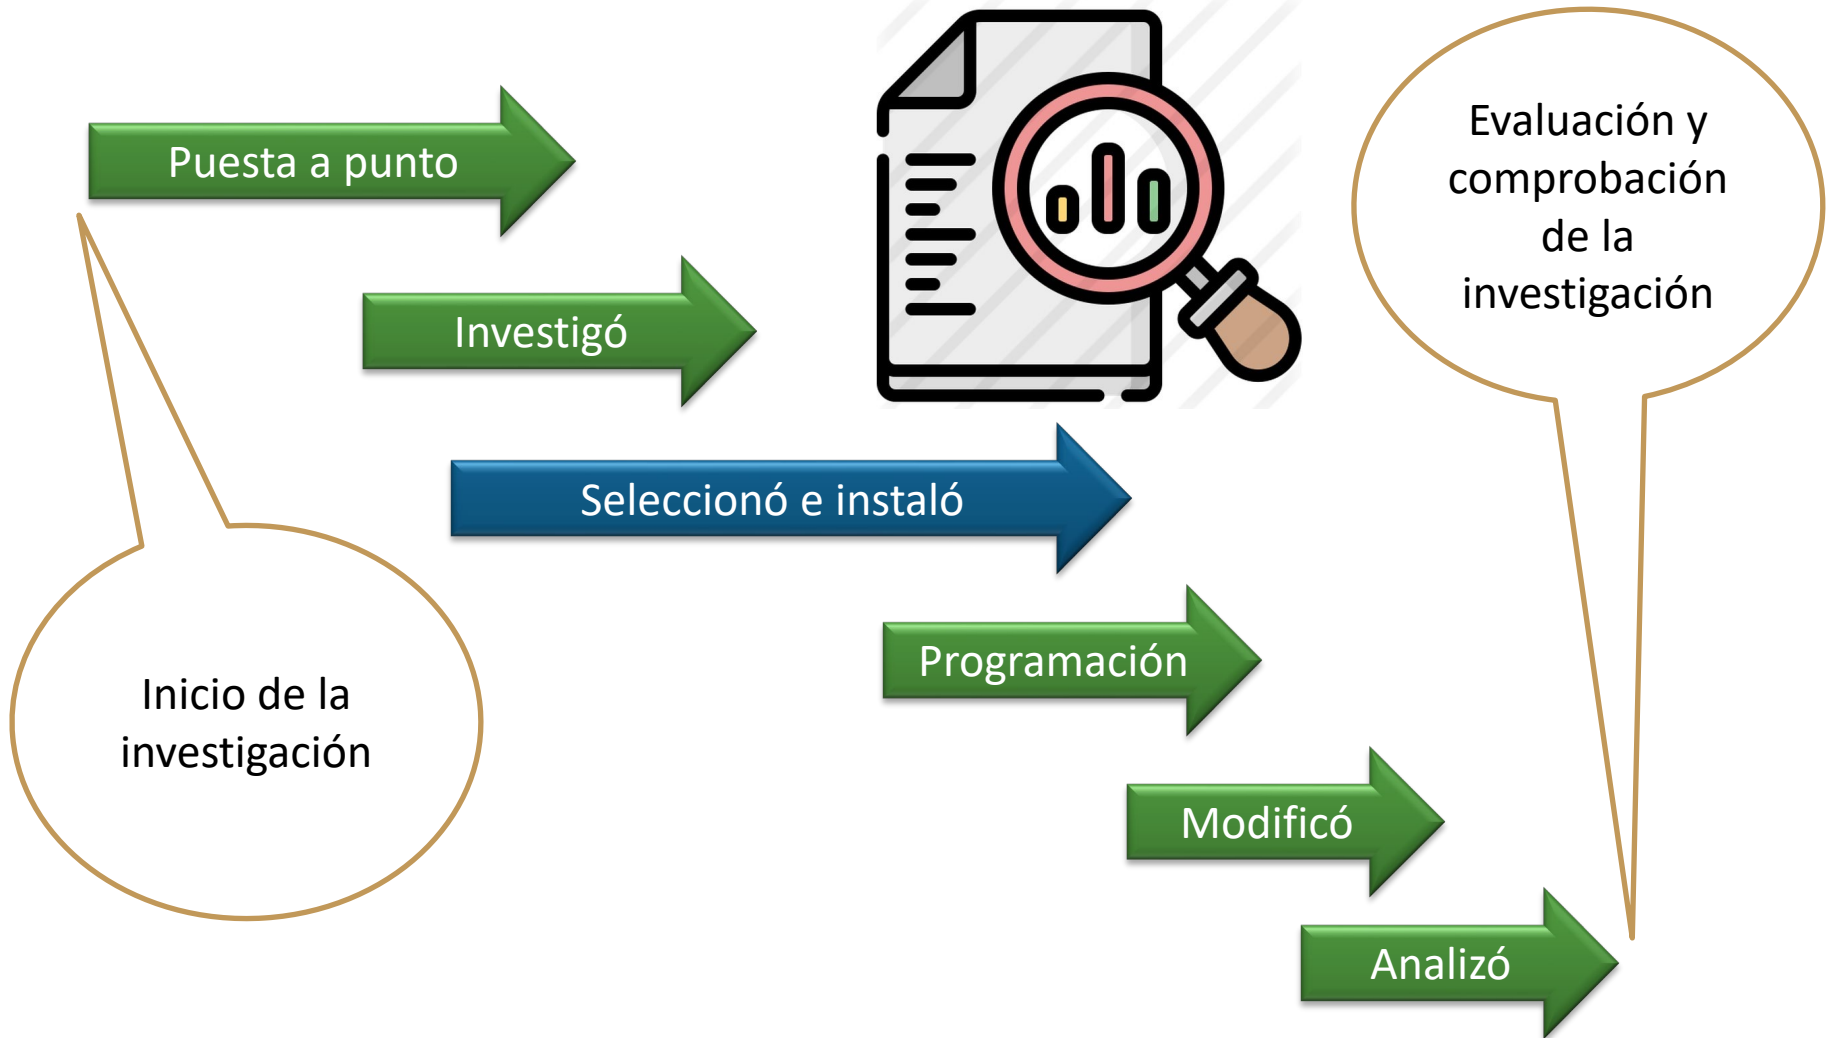 Puesta a punto
Investigó
Seleccionó e instaló
Programación
Modificó
Analizó
Inicio de la
investigación
Evaluación y
comprobación
de la
investigación